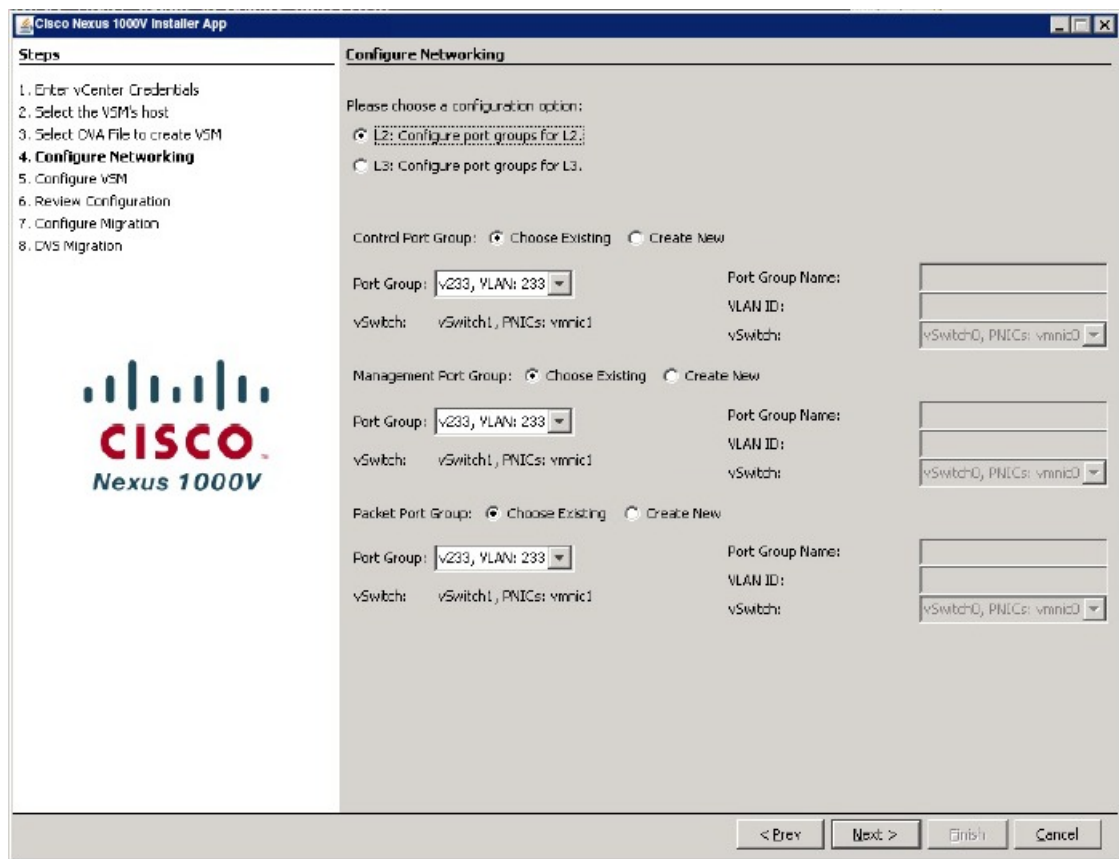 Cisco Nexus 1000V Installer App
Steps
1. Enter vCenter Credentials
2. Select the VSM's host
3. Select OVA File to create VSM
4. Configure Networking
5. Configure VSM
6. Review Configuration
7. Configure Migration
8. DVS Migration
CISCO
Nexus 1000V
Configure Networking
Please choose a configuration option:
L2: Configure port groups for L2.
L3: Configure port groups for L3.
Control Port Group: Choose Existing Create New
Port Group: v233, VLAN: 233 Port Group Name:
VLAN ID:
vSwitch: vSwitch1, PNICs: vmnic1 vSwitch: vSwitch0, PNICs: vmnic0
Management Port Group: Choose Existing Create New
Port Group: v233, VLAN: 233 Port Group Name:
VLAN ID:
vSwitch: vSwitch1, PNICs: vmnic1 vSwitch: vSwitch0, PNICs: vmnic0
Packet Port Group: Choose Existing Create New
Port Group: v233, VLAN: 233 Port Group Name:
VLAN ID:
vSwitch: vSwitch1, PNICs: vmnic1 vSwitch: vSwitch0, PNICs: vmnic0
< Prev Next > Finish Cancel